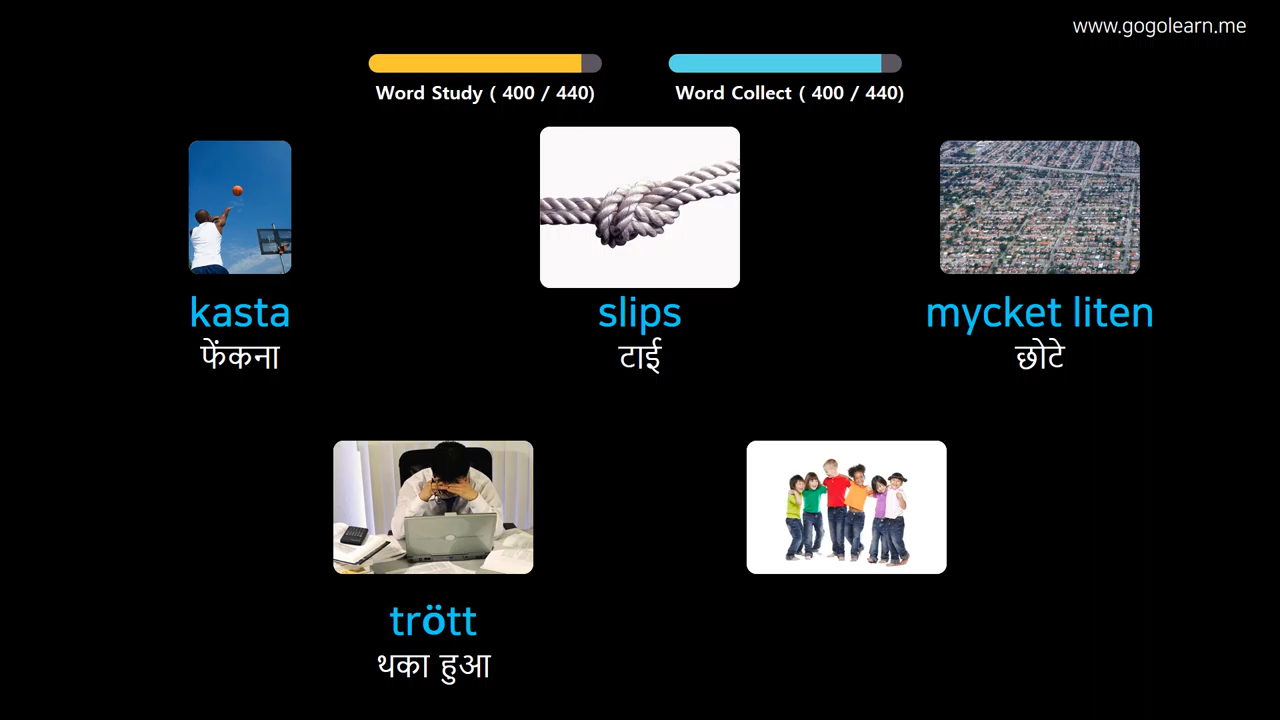 www.gogolearn.me
Word Study ( 400 / 440)
Word Collect ( 400 / 440)
kasta
फेंकना
slips
टाई
mycket liten
छोटे
trött
थका हुआ